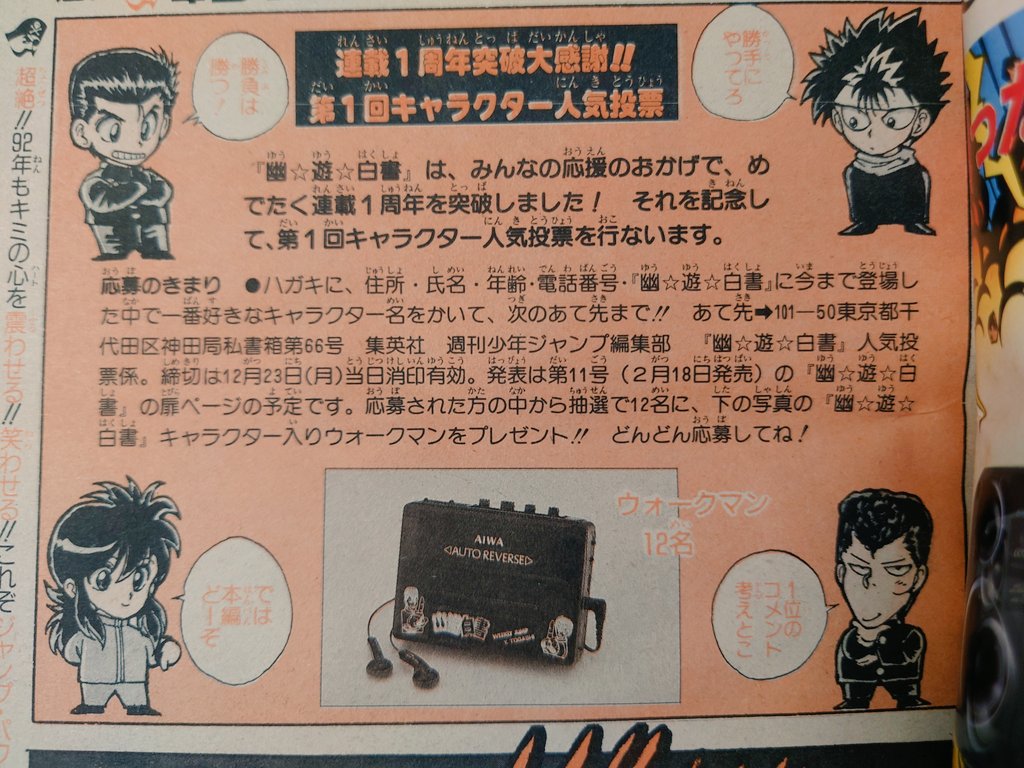 連載1周年突破大感謝!!
第1回キャラクター人気投票
勝負は
勝つ!
勝手に
やってろ
『幽☆遊☆白書』は、みんなの応援のおかげで、め
でたく連載1周年を突破しました! それを記念し
て、第1回キャラクター人気投票を行ないます。
応募のきまり ●ハガキに、住所・氏名・年齢・電話番号・『幽☆遊☆白書』に今まで登場し
た中で一番好きなキャラクター名をかいて、次のあて先まで!! あて先➡101―50東京都千
代田区神田局私書箱第66号 集英社 週刊少年ジャンプ編集部 『幽☆遊☆白書』人気投
票係。締切は12月23日(月)当日消印有効。発表は第11号(2月18日発売)の『幽☆遊☆白
書』の扉ページの予定です。応募された方の中から抽選で12名に、下の写真の『幽☆遊☆
白書』キャラクター入りウォークマンをプレゼント!! どんどん応募してね!
では
本編
どーぞ
AIWA
◁AUTO REVERSE▷
幽遊白書
WEEKLY JUMP
X TOGASHI
ウォークマン
12名
1位の
コメント
考えとこ
超絶!!92年もキミの心を震わせる!!笑わせる!!これぞジャンプ・パワ